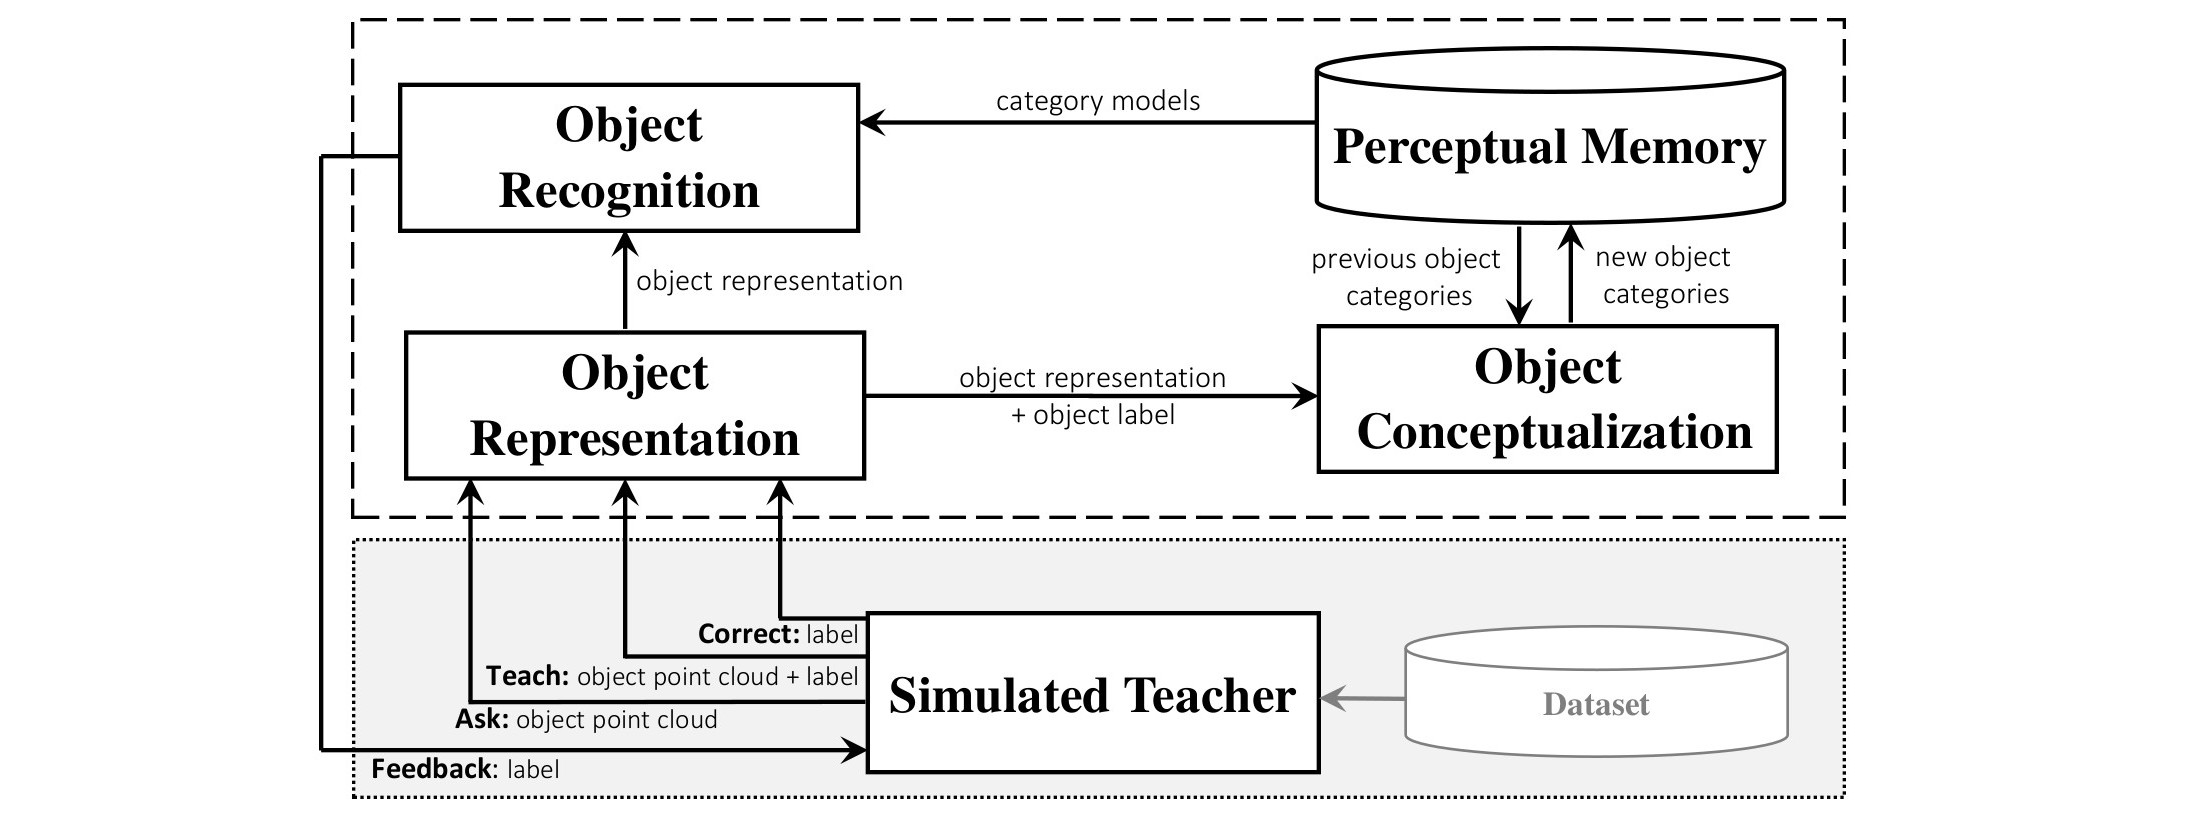 Object
Recognition
category models
Perceptual Memory
object representation
previous object
categories
new object
categories
Object
Representation
object representation
+ object label
Object
Conceptualization
Correct: label
Teach: object point cloud + label
Ask: object point cloud
Feedback: label
Simulated Teacher
Dataset